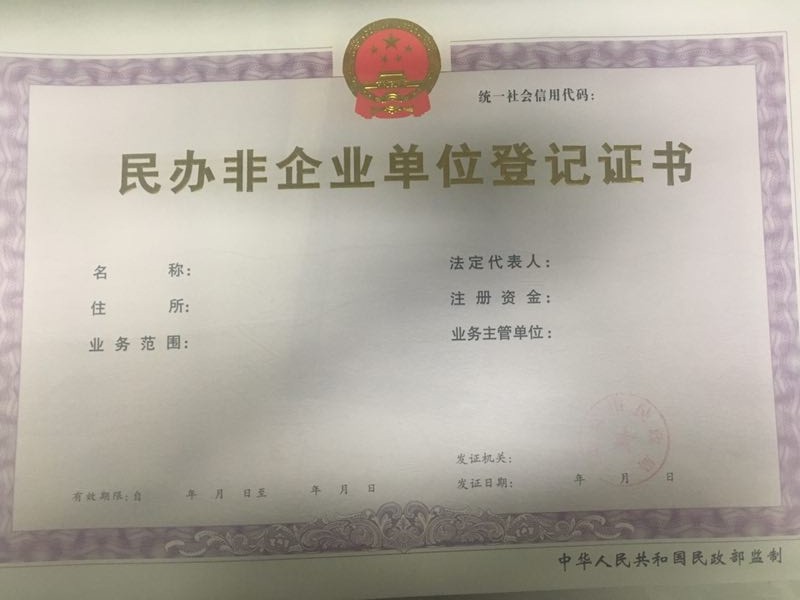 统一社会信用代码:
民办非企业单位登记证书
名 称:
法定代表人:
住 所:
注 册 资 金:
业 务 范 围:
业务主管单位:
发证机关:
发证日期: 年 月 日
有效期限:自 年 月 日至 年 月 日
中华人民共和国民政部监制